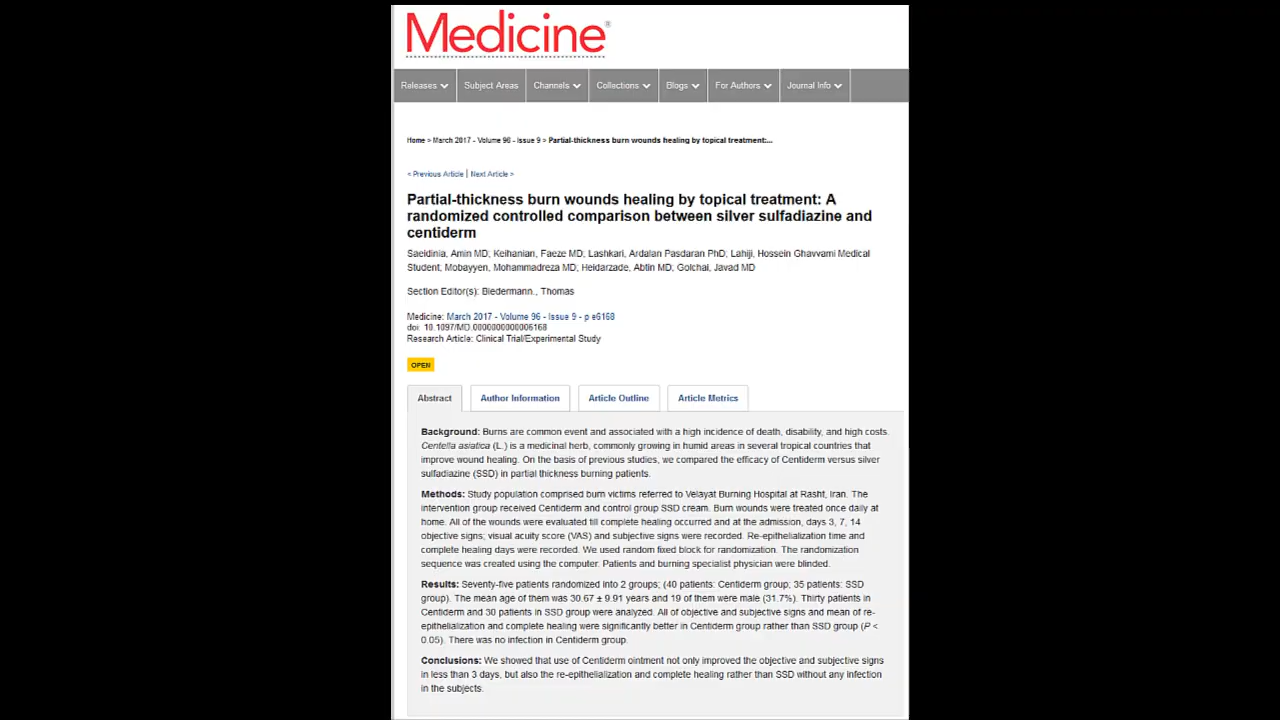 Medicine®
Releases
Subject Areas
Channels
Collections
Blogs
For Authors
Journal Info
Home > March 2017 - Volume 96 - Issue 9 > Partial-thickness burn wounds healing by topical treatment:...
< Previous Article | Next Article >
Partial-thickness burn wounds healing by topical treatment: A
randomized controlled comparison between silver sulfadiazine and
centiderm
Saeidinia, Amin MD; Keihanian, Faeze MD; Lashkari, Ardalan Pasdaran PhD; Lahiji, Hossein Ghavvami Medical
Student; Mobayyen, Mohammadreza MD; Heidarzade, Abtin MD; Golchai, Javad MD
Section Editor(s): Biedermann., Thomas
Medicine: March 2017 - Volume 96 - Issue 9 - p e6168
doi: 10.1097/MD.0000000000006168
Research Article: Clinical Trial/Experimental Study
OPEN
Abstract
Author Information
Article Outline
Article Metrics
Background: Burns are common event and associated with a high incidence of death, disability, and high costs.
Centella asiatica (L.) is a medicinal herb, commonly growing in humid areas in several tropical countries that
improve wound healing. On the basis of previous studies, we compared the efficacy of Centiderm versus silver
sulfadiazine (SSD) in partial thickness burning patients.
Methods: Study population comprised burn victims referred to Velayat Burning Hospital at Rasht, Iran. The
intervention group received Centiderm and control group SSD cream. Burn wounds were treated once daily at
home. All of the wounds were evaluated till complete healing occurred and at the admission, days 3, 7, 14
objective signs; visual acuity score (VAS) and subjective signs were recorded. Re-epithelialization time and
complete healing days were recorded. We used random fixed block for randomization. The randomization
sequence was created using the computer. Patients and burning specialist physician were blinded.
Results: Seventy-five patients randomized into 2 groups; (40 patients: Centiderm group; 35 patients: SSD
group). The mean age of them was 30.67 ± 9.91 years and 19 of them were male (31.7%). Thirty patients in
Centiderm and 30 patients in SSD group were analyzed. All of objective and subjective signs and mean of re-
epithelialization and complete healing were significantly better in Centiderm group rather than SSD group (P <
0.05). There was no infection in Centiderm group.
Conclusions: We showed that use of Centiderm ointment not only improved the objective and subjective signs
in less than 3 days, but also the re-epithelialization and complete healing rather than SSD without any infection
in the subjects.